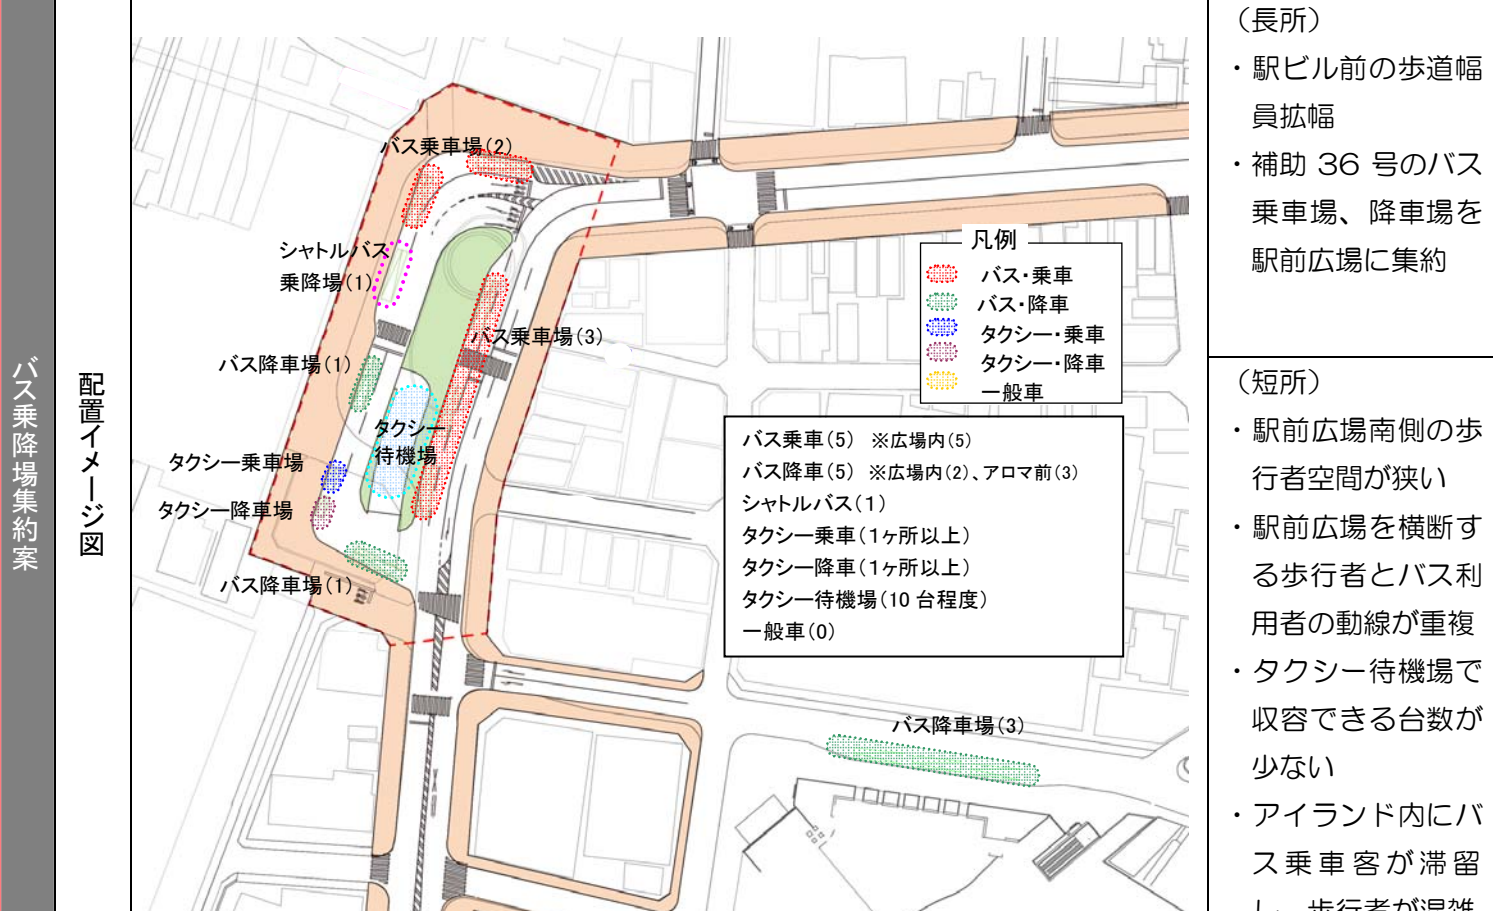 バス乗降場集約案
配置イメージ図
バス乗車場(2)
シャトルバス
乗降場(1)
バス乗車場(3)
バス降車場(1)
タクシー
待機場
タクシー乗車場
タクシー降車場
バス降車場(1)
バス降車場(3)
凡例
バス・乗車
バス・降車
タクシー・乗車
タクシー・降車
一般車
バス乗車(5) ※広場内(5)
バス降車(5) ※広場内(2)、アロマ前(3)
シャトルバス(1)
タクシー乗車(1ヶ所以上)
タクシー降車(1ヶ所以上)
タクシー待機場(10 台程度)
一般車(0)
（長所）
・駅ビル前の歩道幅
員拡幅
・補助 36 号のバス
乗車場、降車場を
駅前広場に集約
（短所）
・駅前広場南側の歩
行者空間が狭い
・駅前広場を横断す
る歩行者とバス利
用者の動線が重複
・タクシー待機場で
収容できる台数が
少ない
・アイランド内にバ
ス乗車客が滞留
し、歩行者が混雑